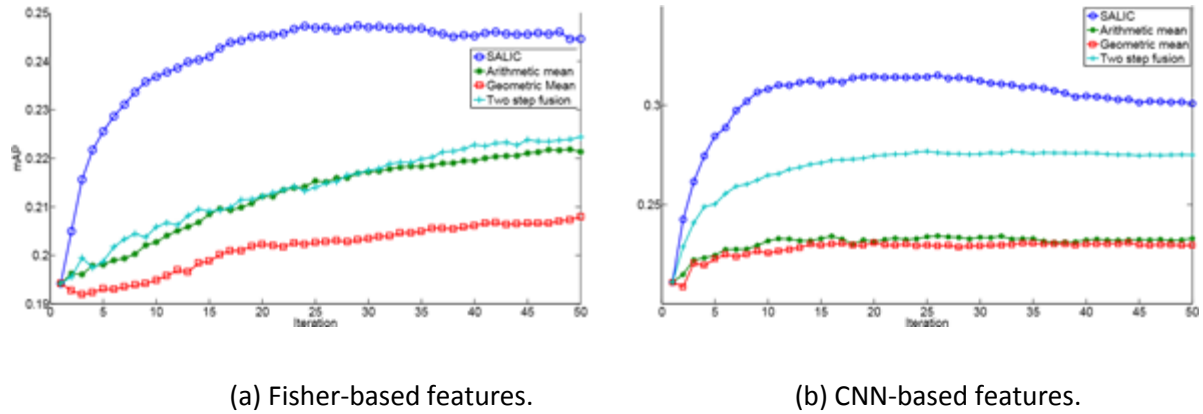 0.25
0.24
0.23
0.22
0.21
0.2
0.19
mAP
0 5 10 15 20 25 30 35 40 45 50
Iteration
SALIC
Arithmetic mean
Geometric Mean
Two step fusion
(a) Fisher-based features.
0.3
0.25
0 5 10 15 20 25 30 35 40 45 50
Iteration
SALIC
Arithmetic mean
Geometric mean
Two step fusion
(b) CNN-based features.